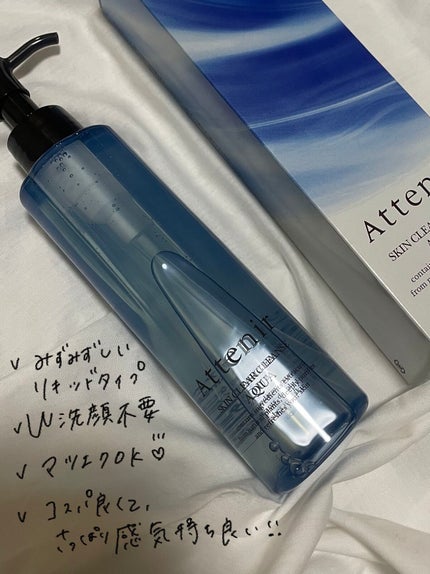 Attenir
SKIN CLEAR CLEANSE
AQUA
Atten
SKIN CLEA
contai
from p
✓ みずみずしい
リキッドタイプ
✓ W洗顔不要
✓ マツエクOK♡
✓ コスパ良くて、
さっぱり感気持ち良い!!